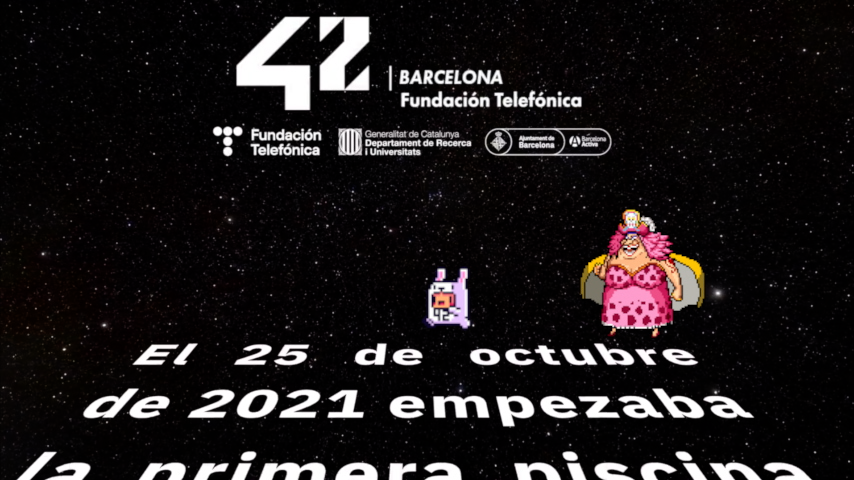 42
BARCELONA
Fundación Telefónica
Fundación
Telefónica
Generalitat de Catalunya
Departament de Recerca
i Universitats
Ajuntament de
Barcelona
Barcelona
Activa
42
El 25 de octubre
de 2021 empezaba
la primera piscina